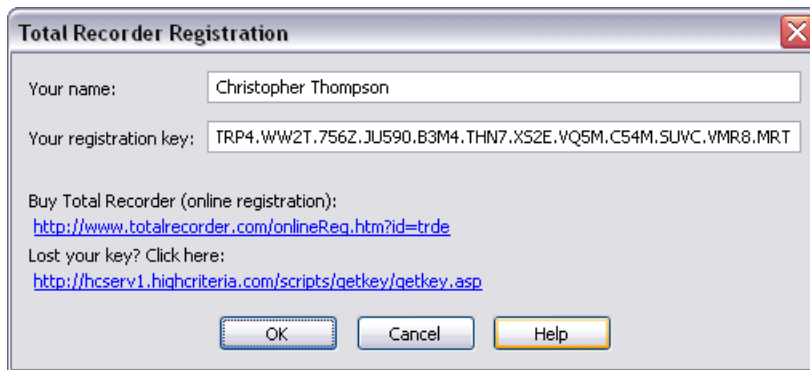 Total Recorder Registration
Your name: Christopher Thompson
Your registration key: TRP4.WW2T.756Z.JU590.B3M4.THN7.XS2E.VQ5M.C54M.SUVC.VMR8.MRT
Buy Total Recorder (online registration):
http://www.totalrecorder.com/onlineReg.htm?id=trde
Lost your key? Click here:
http://hcserv1.highcriteria.com/scripts/getkey/getkey.asp
OK Cancel Help